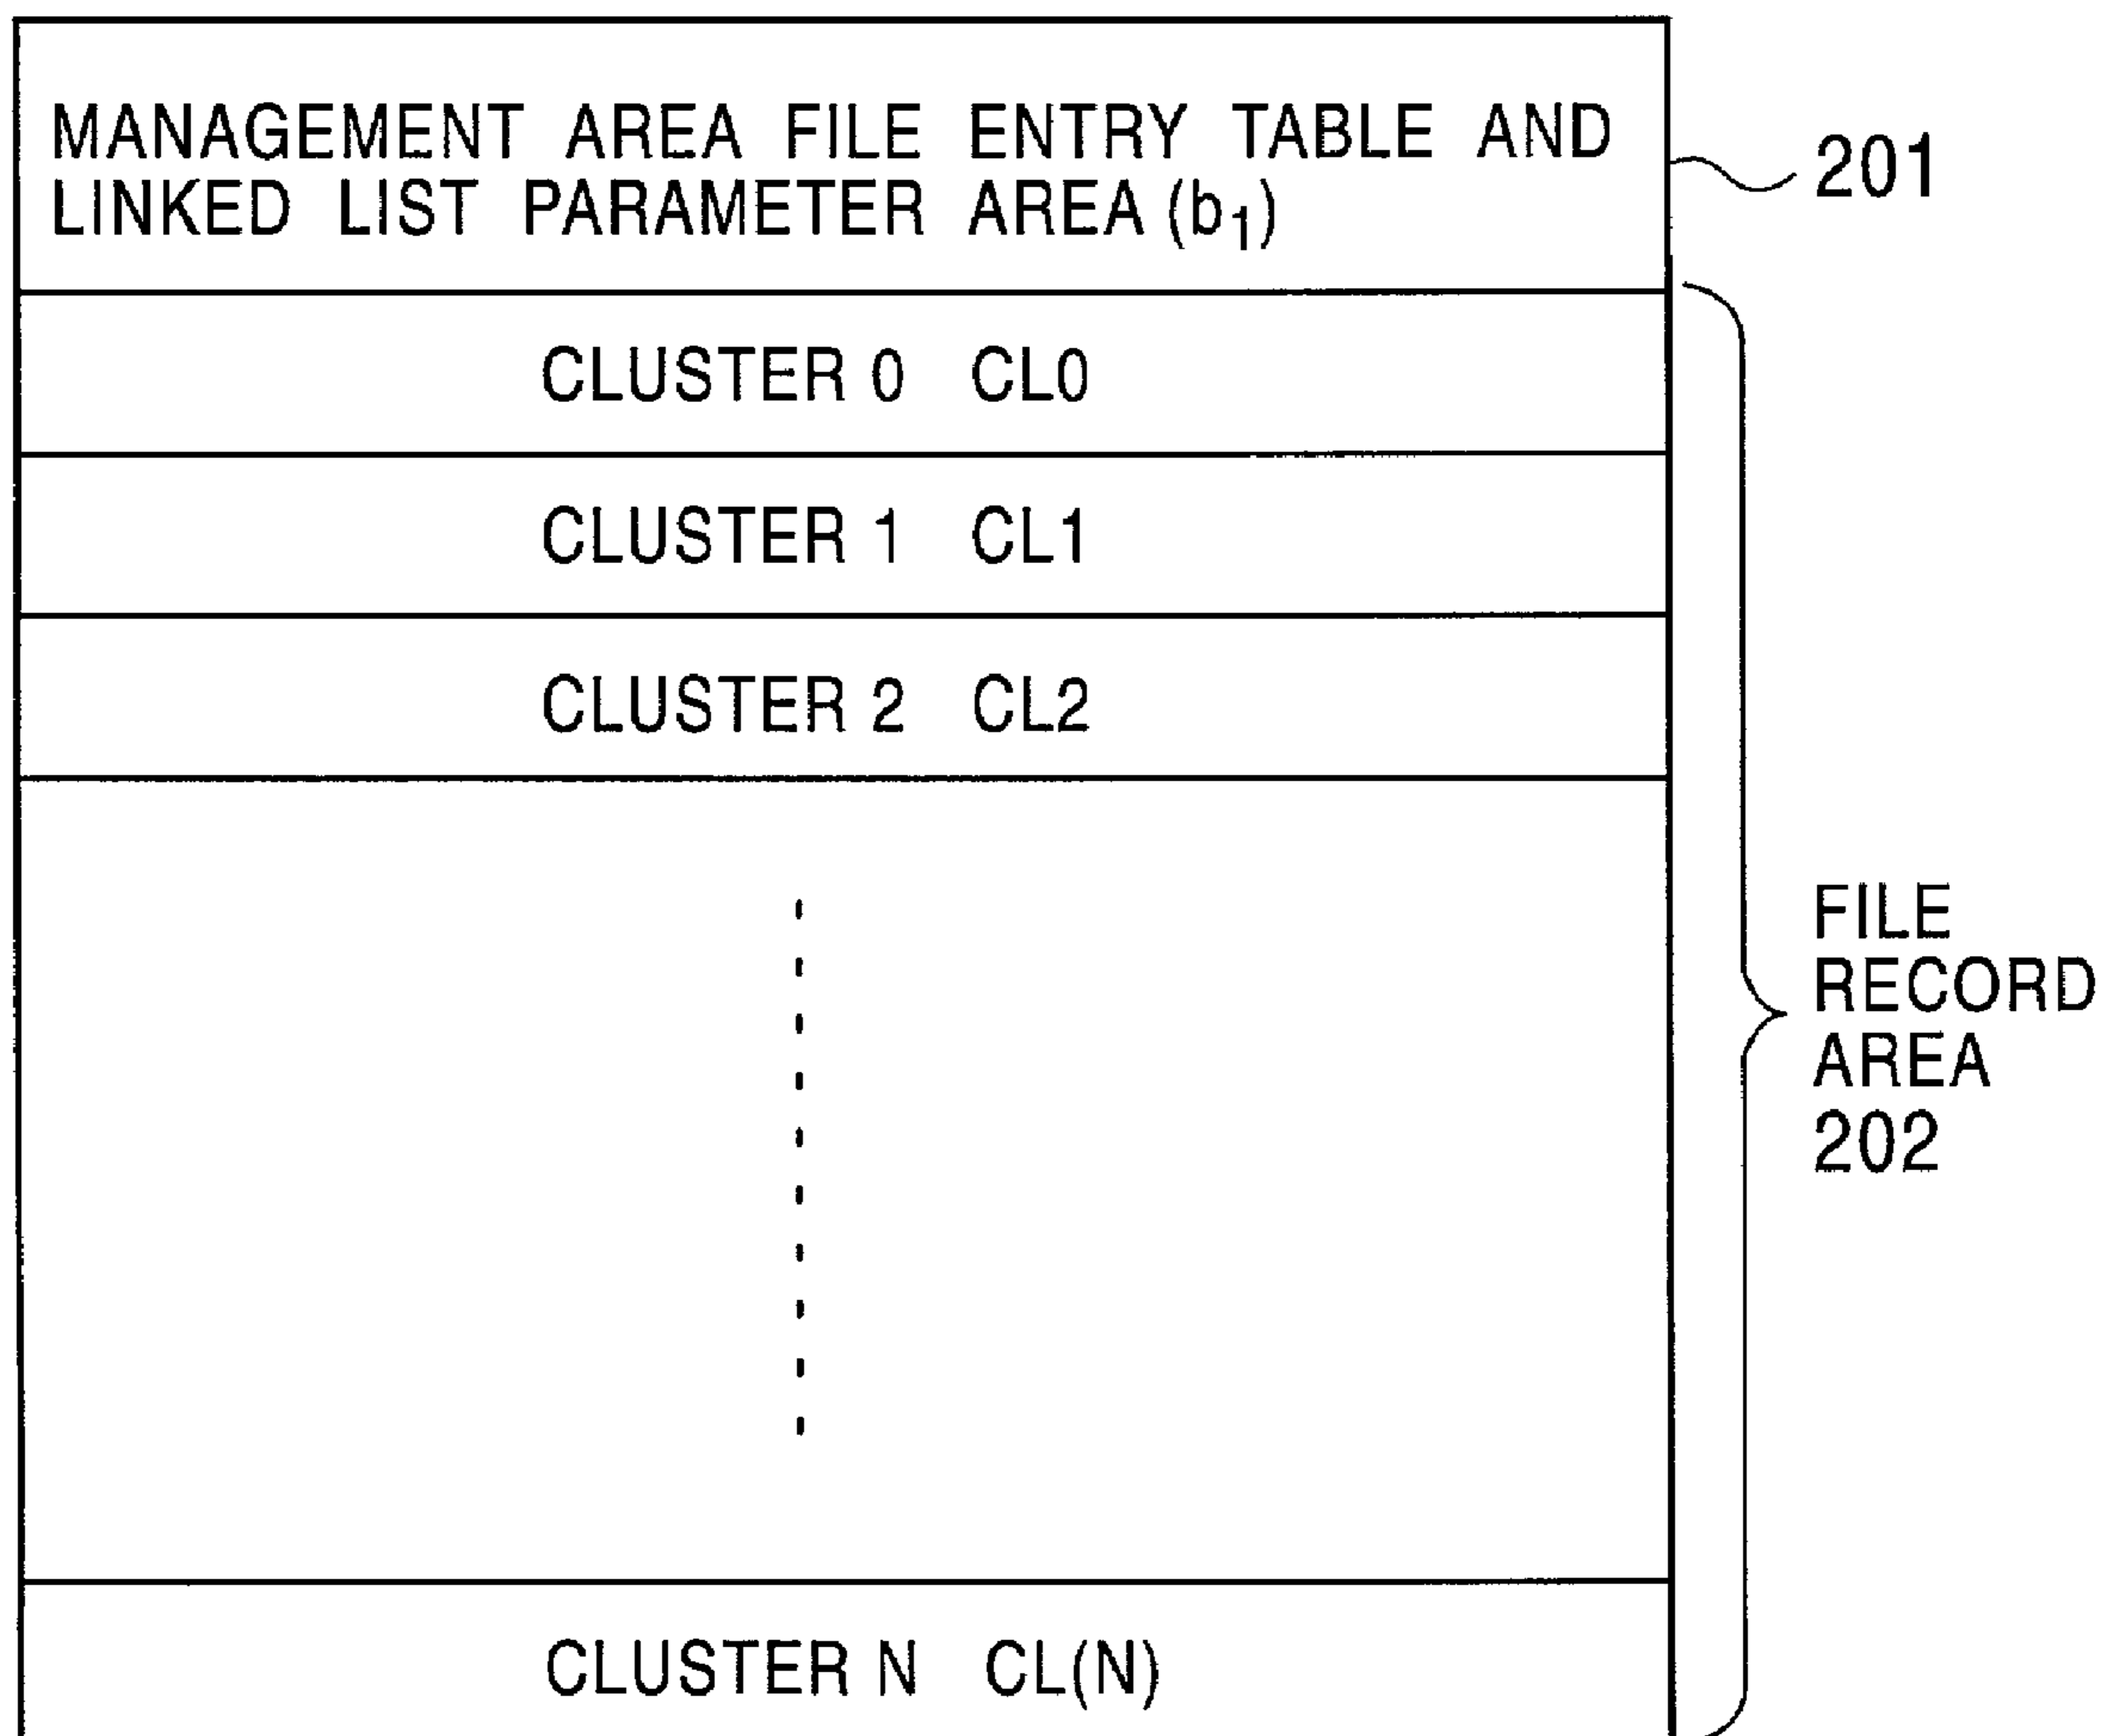 MANAGEMENT AREA FILE ENTRY TABLE AND
LINKED LIST PARAMETER AREA (b1)
201
CLUSTER 0 CL0
CLUSTER 1 CL1
CLUSTER 2 CL2
FILE
RECORD
AREA
202
CLUSTER N CL(N)